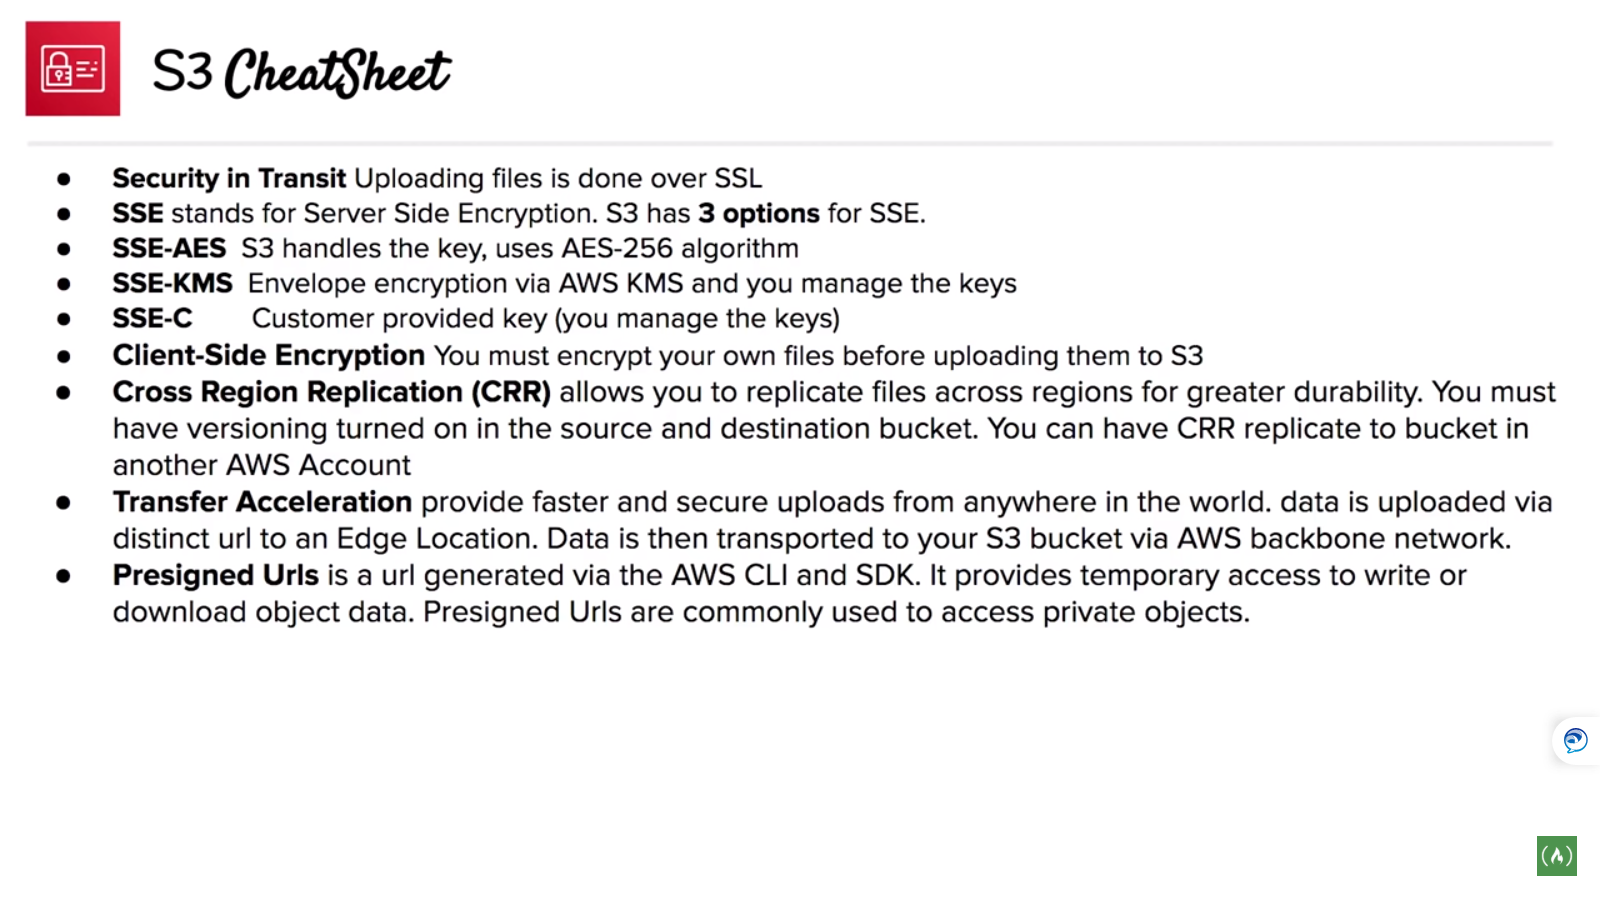 S3 CheatSheet
● Security in Transit Uploading files is done over SSL
● SSE stands for Server Side Encryption. S3 has 3 options for SSE.
● SSE-AES S3 handles the key, uses AES-256 algorithm
● SSE-KMS Envelope encryption via AWS KMS and you manage the keys
● SSE-C Customer provided key (you manage the keys)
● Client-Side Encryption You must encrypt your own files before uploading them to S3
● Cross Region Replication (CRR) allows you to replicate files across regions for greater durability. You must
have versioning turned on in the source and destination bucket. You can have CRR replicate to bucket in
another AWS Account
● Transfer Acceleration provide faster and secure uploads from anywhere in the world. data is uploaded via
distinct url to an Edge Location. Data is then transported to your S3 bucket via AWS backbone network.
● Presigned Urls is a url generated via the AWS CLI and SDK. It provides temporary access to write or
download object data. Presigned Urls are commonly used to access private objects.